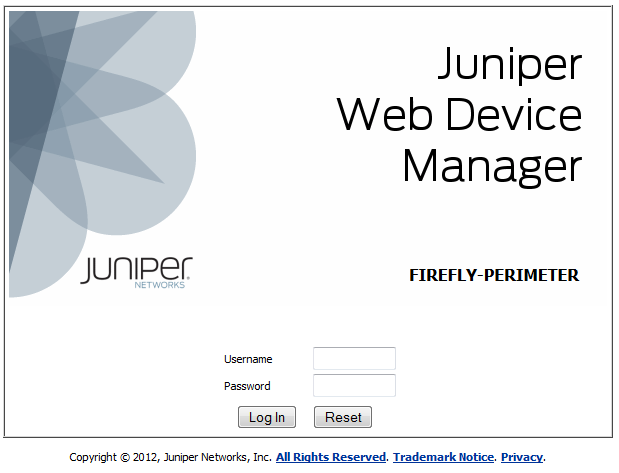 Juniper
Web Device
Manager
JUNIPER
NETWORKS
FIREFLY-PERIMETER
Username
Password
Log In Reset
Copyright © 2012, Juniper Networks, Inc. All Rights Reserved. Trademark Notice. Privacy.